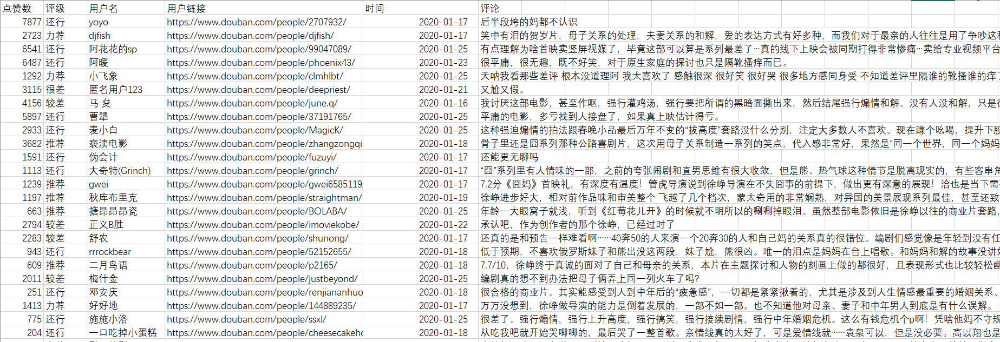 点赞数 评级 用户名 用户链接 时间 评论
7877 还行 yoyo https://www.douban.com/people/2707932/ 2020-01-17 后半段垮的妈都不认识
2723 力荐 djfish https://www.douban.com/people/djfish/ 2020-01-17 笑中有泪的贺岁片，母子关系的处理，夫妻关系的和解，爱的表达方式有好多种，而我们对于最亲的人往往是用了争吵这种
6541 还行 阿花花的sp https://www.douban.com/people/99047089/ 2020-01-25 有点理解为啥首映卖竖屏视媒了，毕竟这部可以算是系列最差了…真的线下上映会被同期打得非常惨痛…卖给专业视频平台
6487 还行 阿暖 https://www.douban.com/people/phoenix43/ 2020-01-23 很平庸，很无趣，既不好笑，对于原生家庭的探讨也只是隔靴搔痒而已。
1292 力荐 小飞象 https://www.douban.com/people/clmhlbt/ 2020-01-25 天呐我看那些差评 根本没道理阿 我太喜欢了 感触很深 很好笑 很好哭 很多地方感同身受 不知道差评里隔谁的靴搔谁的痒了
3115 很差 匿名用户123 https://www.douban.com/people/deepriest/ 2020-01-21 又尬又假。
4156 较差 马 㕙 https://www.douban.com/people/june.q/ 2020-01-16 我讨厌这部电影，甚至作呕，强行灌鸡汤，强行要把所谓的黑暗面撕出来，然后结尾强行煽情和解。没有人没和解，只是很
5897 还行 曹犟 https://www.douban.com/people/37191765/ 2020-01-25 平庸的电影，多亏找到人接盘了，如果真上映估计得亏。
2933 还行 麦小白 https://www.douban.com/people/MagicK/ 2020-01-25 这种强迫煽情的拍法跟春晚小品最后万年不变的“拔高度”套路没什么分别，注定大多数人不喜欢。现在赚个吆喝，提升下股
3682 推荐 亵渎电影 https://www.douban.com/people/zhangzongqi 2020-01-18 骨子里还是囧系列那种公路喜剧片，这次用母子关系制造一系列的笑点，代入感非常好，果然是“同一个世界，同一个妈妈
1591 还行 伪会计 https://www.douban.com/people/fuzuyi/ 2020-01-17 还能更无聊吗
1113 还行 大奇特(Grinch) https://www.douban.com/people/grinch/ 2020-01-17 “囧”系列里有人情味的一部，之前的夸张闹剧和直男思维有很大收敛，但是熊、热气球这种情节是脱离现实的，有些客串角
1239 推荐 gwei https://www.douban.com/people/gwei6585119 2020-01-17 7.2分《囧妈》首映礼，有深度有温度！管虎导演说到徐峥导演在不失囧事的前提下，做出更有深意的展现！洽也是当下需
1197 推荐 秋库布里克 https://www.douban.com/people/straightman/ 2020-01-19 徐峥进步好大，相对前作品味和审美整个 飞越了几个档次，蒙太奇用的非常娴熟，对异国的美景展现系列最佳，甚至还致
663 推荐 搪昂昂昂瓷 https://www.douban.com/people/BOLABA/ 2020-01-25 年龄一大眼窝子就浅，听到《红莓花儿开》的时候就不明所以的唰唰掉眼泪。虽然整部电影依旧是徐峥以往的商业片套路，
2794 较差 正义B胜 https://www.douban.com/people/imoviekobe/ 2020-01-22 承认吧，作为创作者的那个徐峥，已经过时了
2283 较差 舒农 https://www.douban.com/people/shunong/ 2020-01-17 还真的是和预告一样难看啊……40奔50的人来演一个20奔30的人和自己妈的关系真的很错位。编剧们感觉像是年轻到没有任
943 还行 rrrockbear https://www.douban.com/people/52152655/ 2020-01-18 低于预期，不喜欢俄罗斯妹子和熊出没这两段，妹子尬，熊很凶。唯一的泪点是妈妈在台上唱歌。和妈妈和解的故事没讲好
609 推荐 二月鸟语 https://www.douban.com/people/p2165/ 2020-01-18 7.7/10，徐峥终于真诚的面对了自己和母亲的关系，本片在主题探讨和人物的刻画上做的都很好，且表现形式也比较轻松幽
2011 较差 梅什金 https://www.douban.com/people/justbeyond/ 2020-01-25 编剧真的想不到办法把母子俩弄上同一列火车了吗?
251 还行 邓安庆 https://www.douban.com/people/renjiananhuo 2020-01-18 很合格的商业片。其实能感受到人到中年后的“疲惫感”，一切都是紧紧揪着的，尤其是涉及到人生情感最重要的婚姻关系、
1413 力荐 好好地 https://www.douban.com/people/144889235/ 2020-01-17 万万没想到，徐峥做导演的能力是倒着发展的，一部不如一部。也不知道他对母亲、妻子和中年男人到底是有什么误解。
775 还行 施施小洛 https://www.douban.com/people/ssxl/ 2020-01-25 很差了。强行煽情，强行上升高度，强行搞笑，强行接续剧情，强行中年婚姻危机。这么有钱危机个p啊！凭啥他妈不守规
204 还行 一口吃掉小蛋糕 https://www.douban.com/people/cheesecakeho 2020-01-18 从吃我吧就开始哭唧唧的，最后哭了一整首歌。亲情线真的太好了，可是爱情线就……袁泉可以，但是没必要。高以翔也是